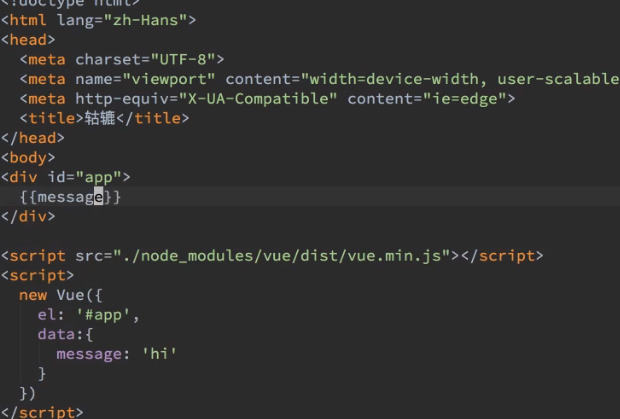 <!doctype html>
<html lang="zh-Hans">
<head>
  <meta charset="UTF-8">
  <meta name="viewport" content="width=device-width, user-scalable
  <meta http-equiv="X-UA-Compatible" content="ie=edge">
  <title>轱辘</title>
</head>
<body>
<div id="app">
  {{message}}
</div>

<script src="./node_modules/vue/dist/vue.min.js"></script>
<script>
  new Vue({
    el: '#app',
    data:{
      message: 'hi'
    }
  })
</script>